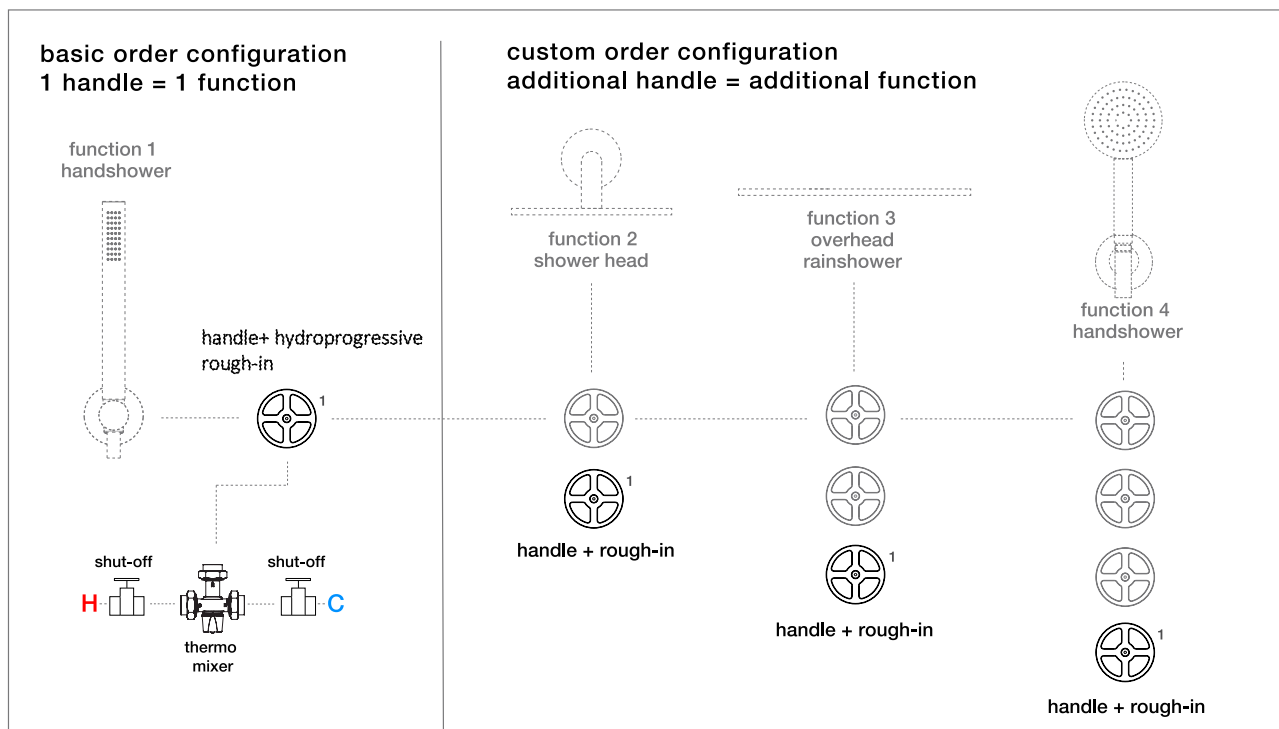 basic order configuration
1 handle = 1 function
function 1
handshower
handle+ hydroprogressive
rough-in
1
shut-off
shut-off
H
C
thermo
mixer
custom order configuration
additional handle = additional function
function 2
shower head
1
handle + rough-in
function 3
overhead
rainshower
1
handle + rough-in
function 4
handshower
1
handle + rough-in